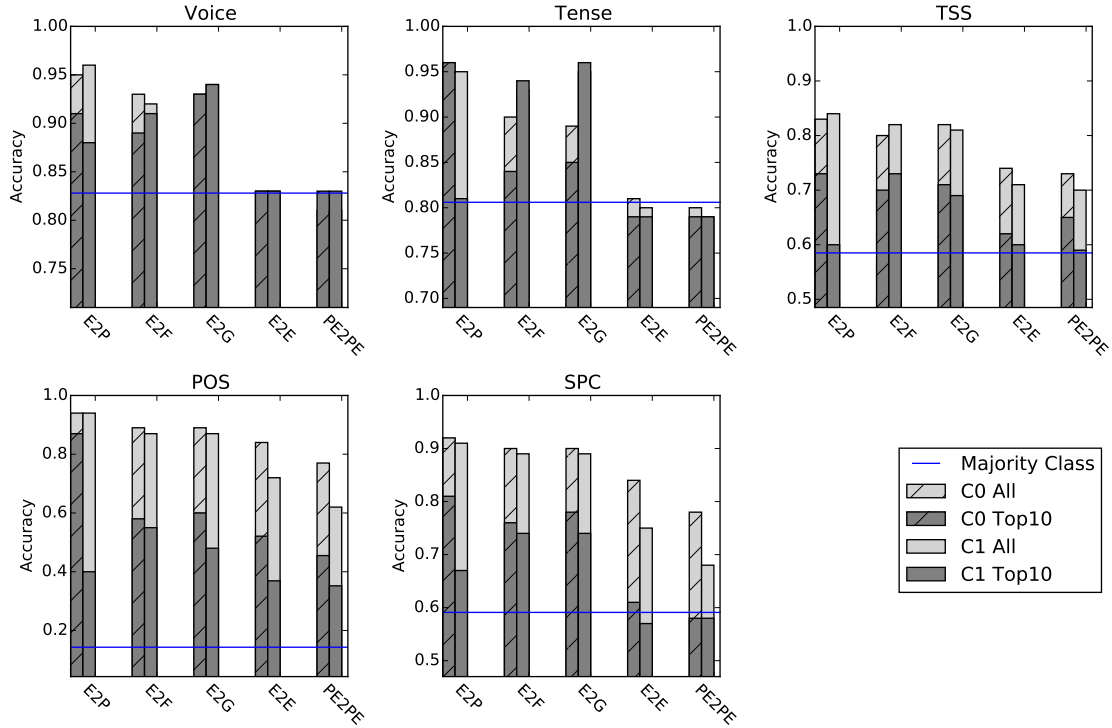 Voice
1.00
0.95
0.90
0.85
0.80
0.75
Accuracy
E2P
E2F
E2G
E2E
PE2PE
Tense
1.00
0.95
0.90
0.85
0.80
0.75
0.70
Accuracy
E2P
E2F
E2G
E2E
PE2PE
TSS
1.0
0.9
0.8
0.7
0.6
0.5
Accuracy
E2P
E2F
E2G
E2E
PE2PE
POS
1.0
0.8
0.6
0.4
0.2
Accuracy
E2P
E2F
E2G
E2E
PE2PE
SPC
1.0
0.9
0.8
0.7
0.6
0.5
Accuracy
E2P
E2F
E2G
E2E
PE2PE
Majority Class
C0 All
C0 Top10
C1 All
C1 Top10